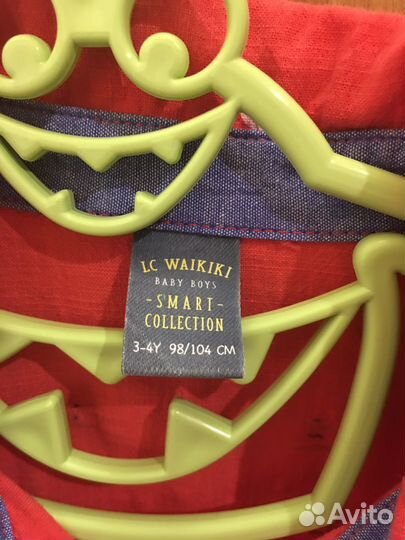 LC WAIKIKI
BABY BOYS
-SMART-
COLLECTION
3-4Y 98/104 CM
Avito